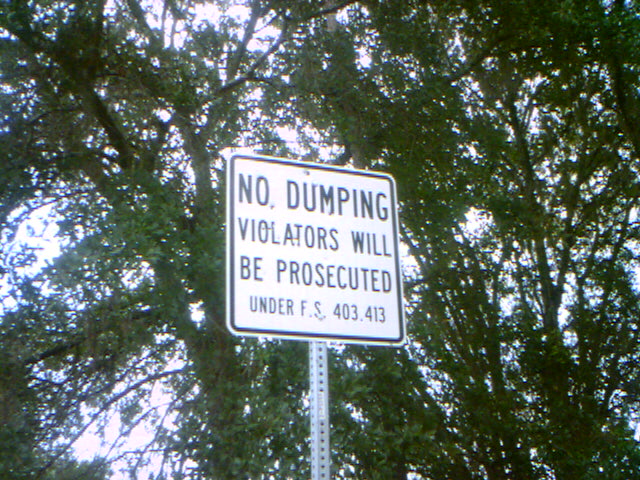 NO DUMPING
VIOLATORS WILL
BE PROSECUTED
UNDER F.S. 403.413